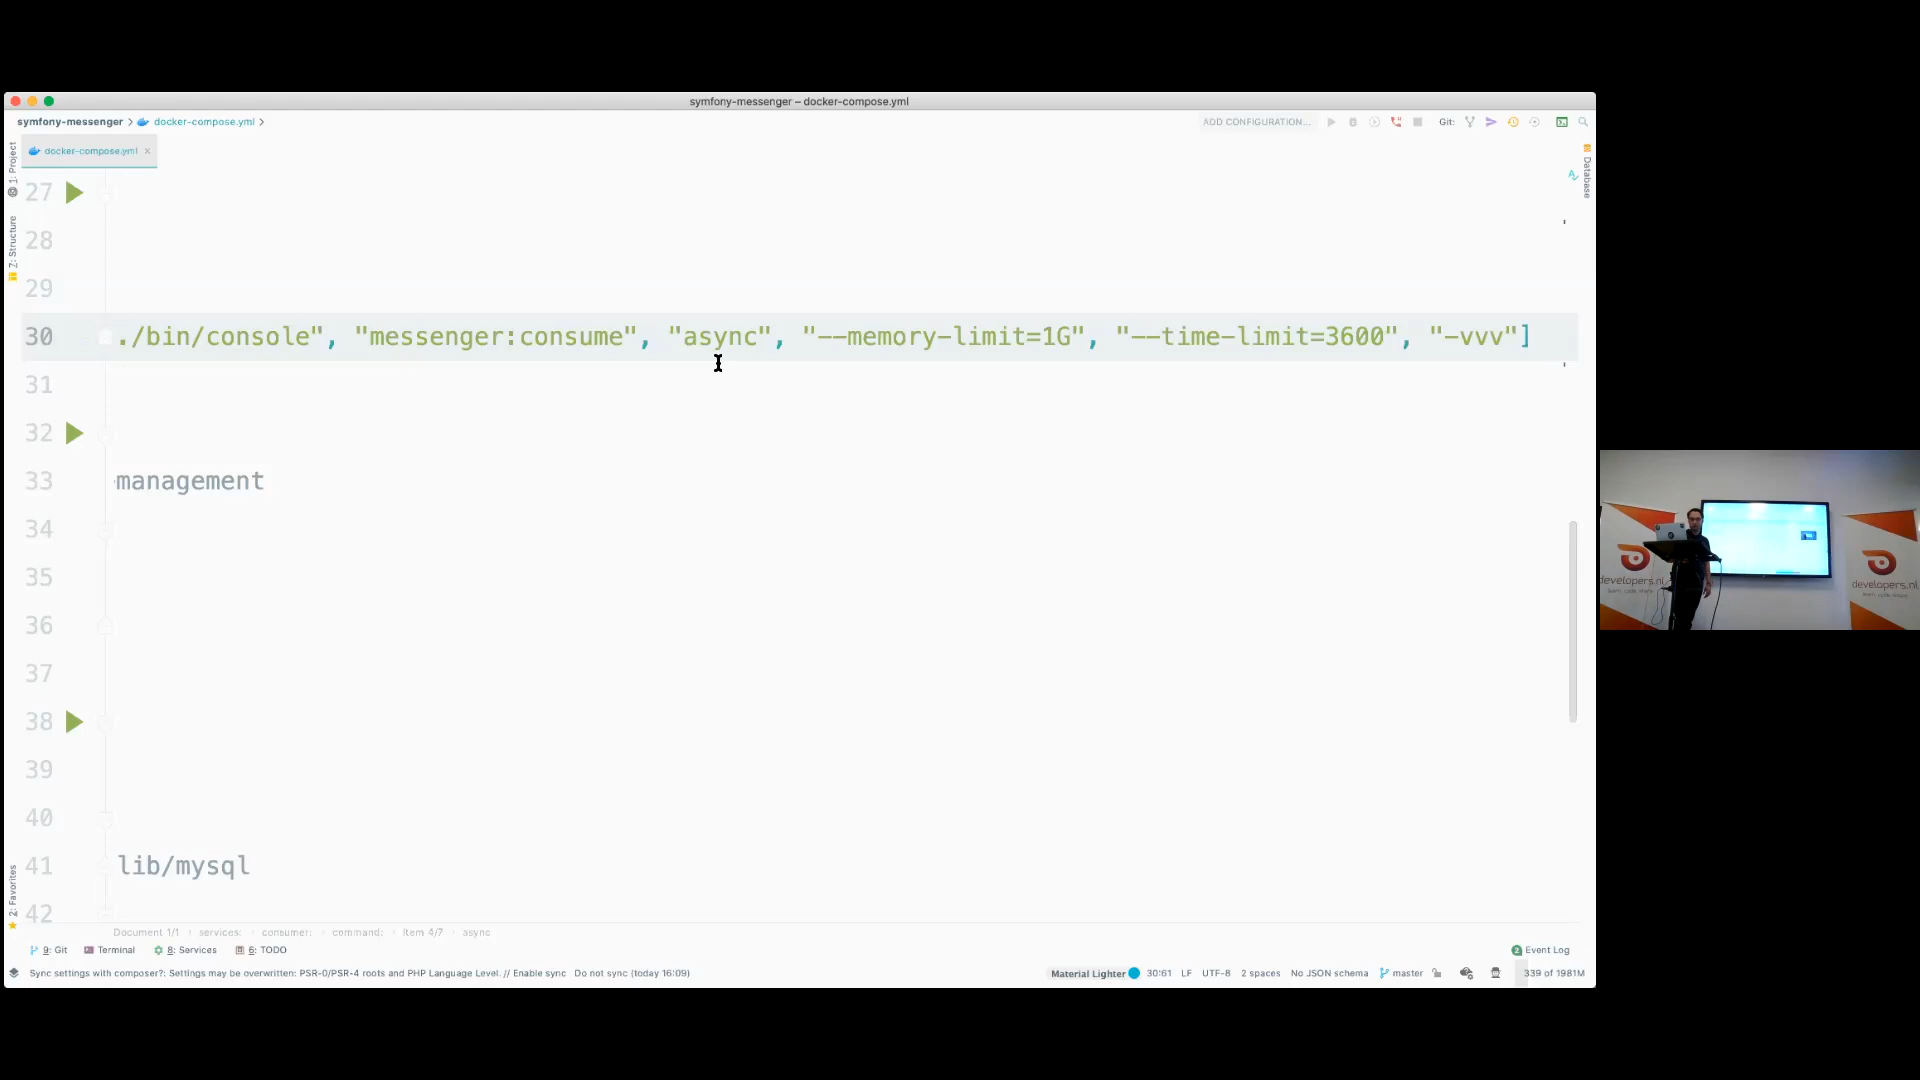 symfony-messenger – docker-compose.yml
symfony-messenger > docker-compose.yml >
ADD CONFIGURATION...
Git:
docker-compose.yml ×
1: Project
Z: Structure
2: Favorites
Database
27
28
29
30 ./bin/console", "messenger:consume", "async", "--memory-limit=1G", "--time-limit=3600", "-vvv"]
31
32
33 management
34
35
36
37
38
39
40
41 lib/mysql
42
Document 1/1 › services: › consumer: › command: › Item 4/7 › async
9: Git Terminal 8: Services 6: TODO
2 Event Log
Sync settings with composer?: Settings may be overwritten: PSR-0/PSR-4 roots and PHP Language Level. // Enable sync Do not sync (today 16:09)
Material Lighter 30:61 LF UTF-8 2 spaces No JSON schema master 339 of 1981M
developers.nl
developers.nl